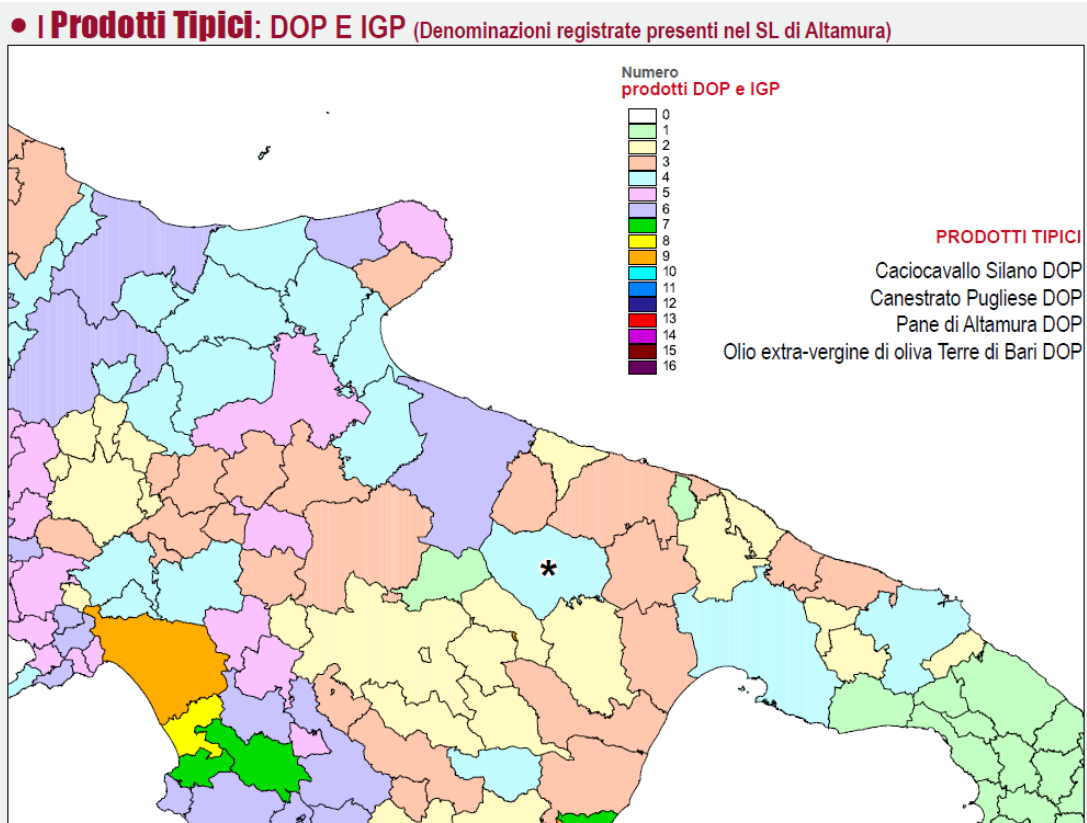 • I Prodotti Tipici: DOP E IGP (Denominazioni registrate presenti nel SL di Altamura)
Numero
prodotti DOP e IGP
0
1
2
3
4
5
6
7
8
9
10
11
12
13
14
15
16
PRODOTTI TIPICI
Caciocavallo Silano DOP
Canestrato Pugliese DOP
Pane di Altamura DOP
Olio extra-vergine di oliva Terre di Bari DOP
*